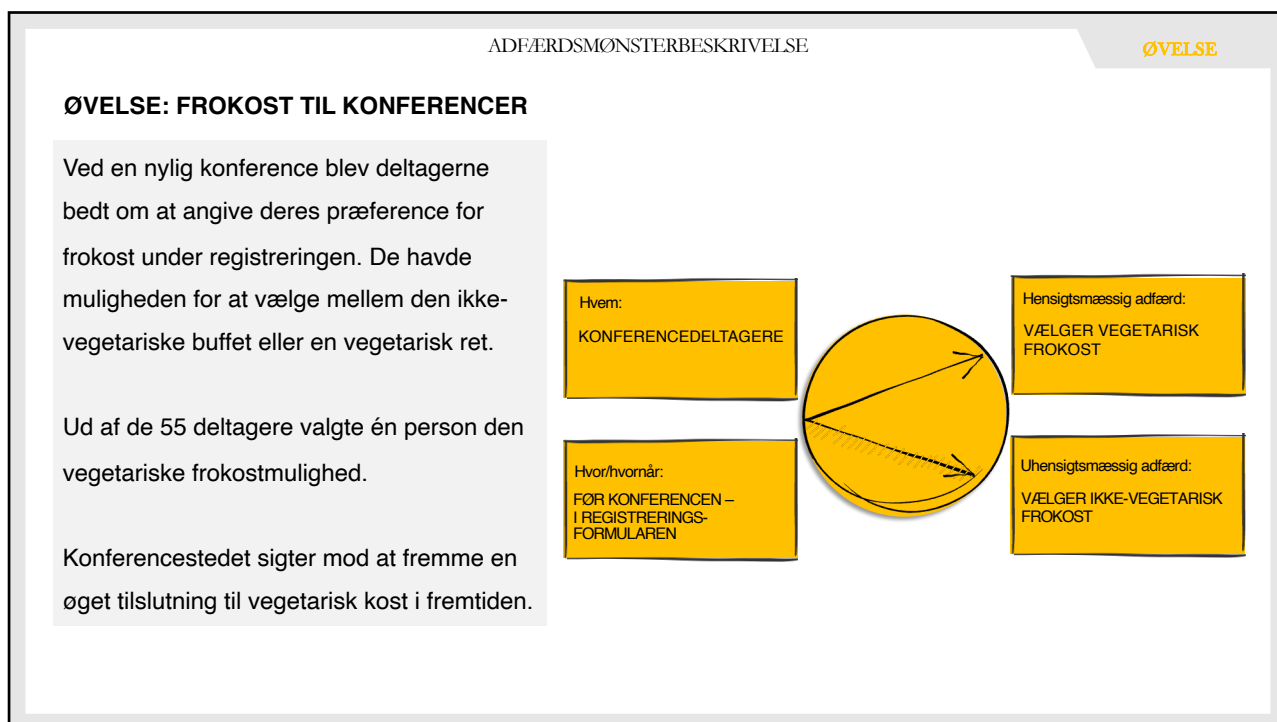 ADFÆRDSMØNSTERBESKRIVELSE
ØVELSE
ØVELSE: FROKOST TIL KONFERENCER
Ved en nylig konference blev deltagerne
bedt om at angive deres præference for
frokost under registreringen. De havde
muligheden for at vælge mellem den ikke-
vegetariske buffet eller en vegetarisk ret.
Ud af de 55 deltagere valgte én person den
vegetariske frokostmulighed.
Konferencestedet sigter mod at fremme en
øget tilslutning til vegetarisk kost i fremtiden.
Hvem:
KONFERENCEDELTAGERE
Hvor/hvornår:
FØR KONFERENCEN –
I REGISTRERINGS-
FORMULAREN
Hensigtsmæssig adfærd:
VÆLGER VEGETARISK
FROKOST
Uhensigtsmæssig adfærd:
VÆLGER IKKE-VEGETARISK
FROKOST